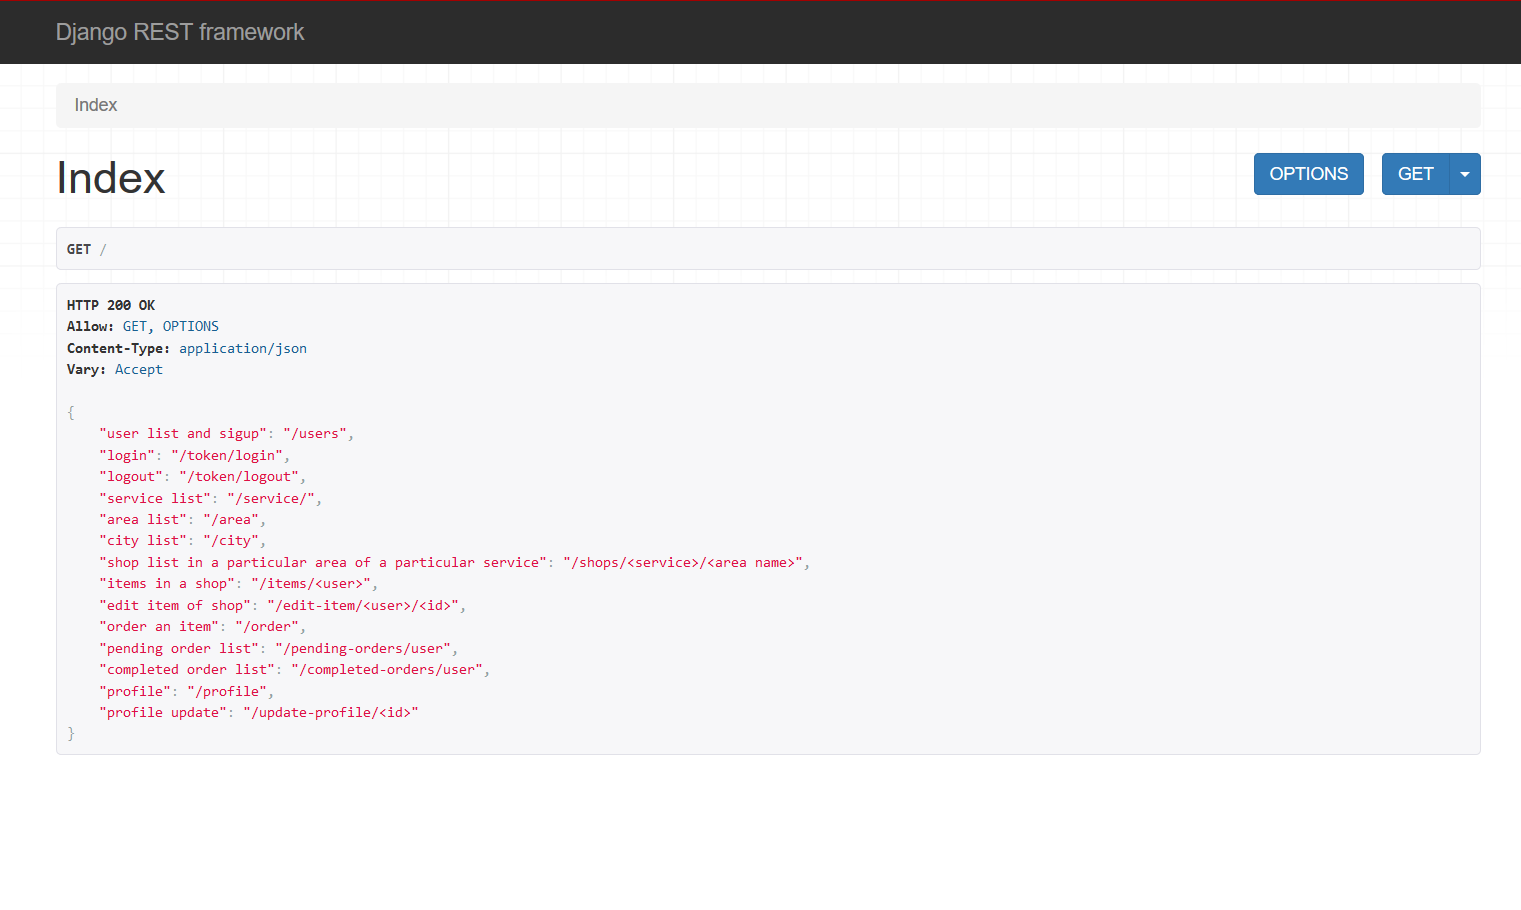 Django REST framework
Index
Index
OPTIONS
GET
GET /
HTTP 200 OK
Allow: GET, OPTIONS
Content-Type: application/json
Vary: Accept
{
    "user list and sigup": "/users",
    "login": "/token/login",
    "logout": "/token/logout",
    "service list": "/service/",
    "area list": "/area",
    "city list": "/city",
    "shop list in a particular area of a particular service": "/shops/<service>/<area name>",
    "items in a shop": "/items/<user>",
    "edit item of shop": "/edit-item/<user>/<id>",
    "order an item": "/order",
    "pending order list": "/pending-orders/user",
    "completed order list": "/completed-orders/user",
    "profile": "/profile",
    "profile update": "/update-profile/<id>"
}